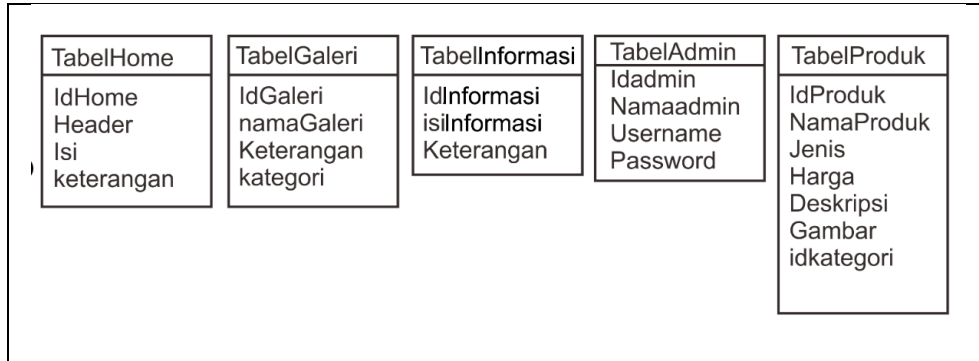 TabelHome
IdHome
Header
Isi
keterangan
TabelGaleri
IdGaleri
namaGaleri
Keterangan
kategori
TabelInformasi
IdInformasi
isiInformasi
Keterangan
TabelAdmin
Idadmin
Namaadmin
Username
Password
TabelProduk
IdProduk
NamaProduk
Jenis
Harga
Deskripsi
Gambar
idkategori